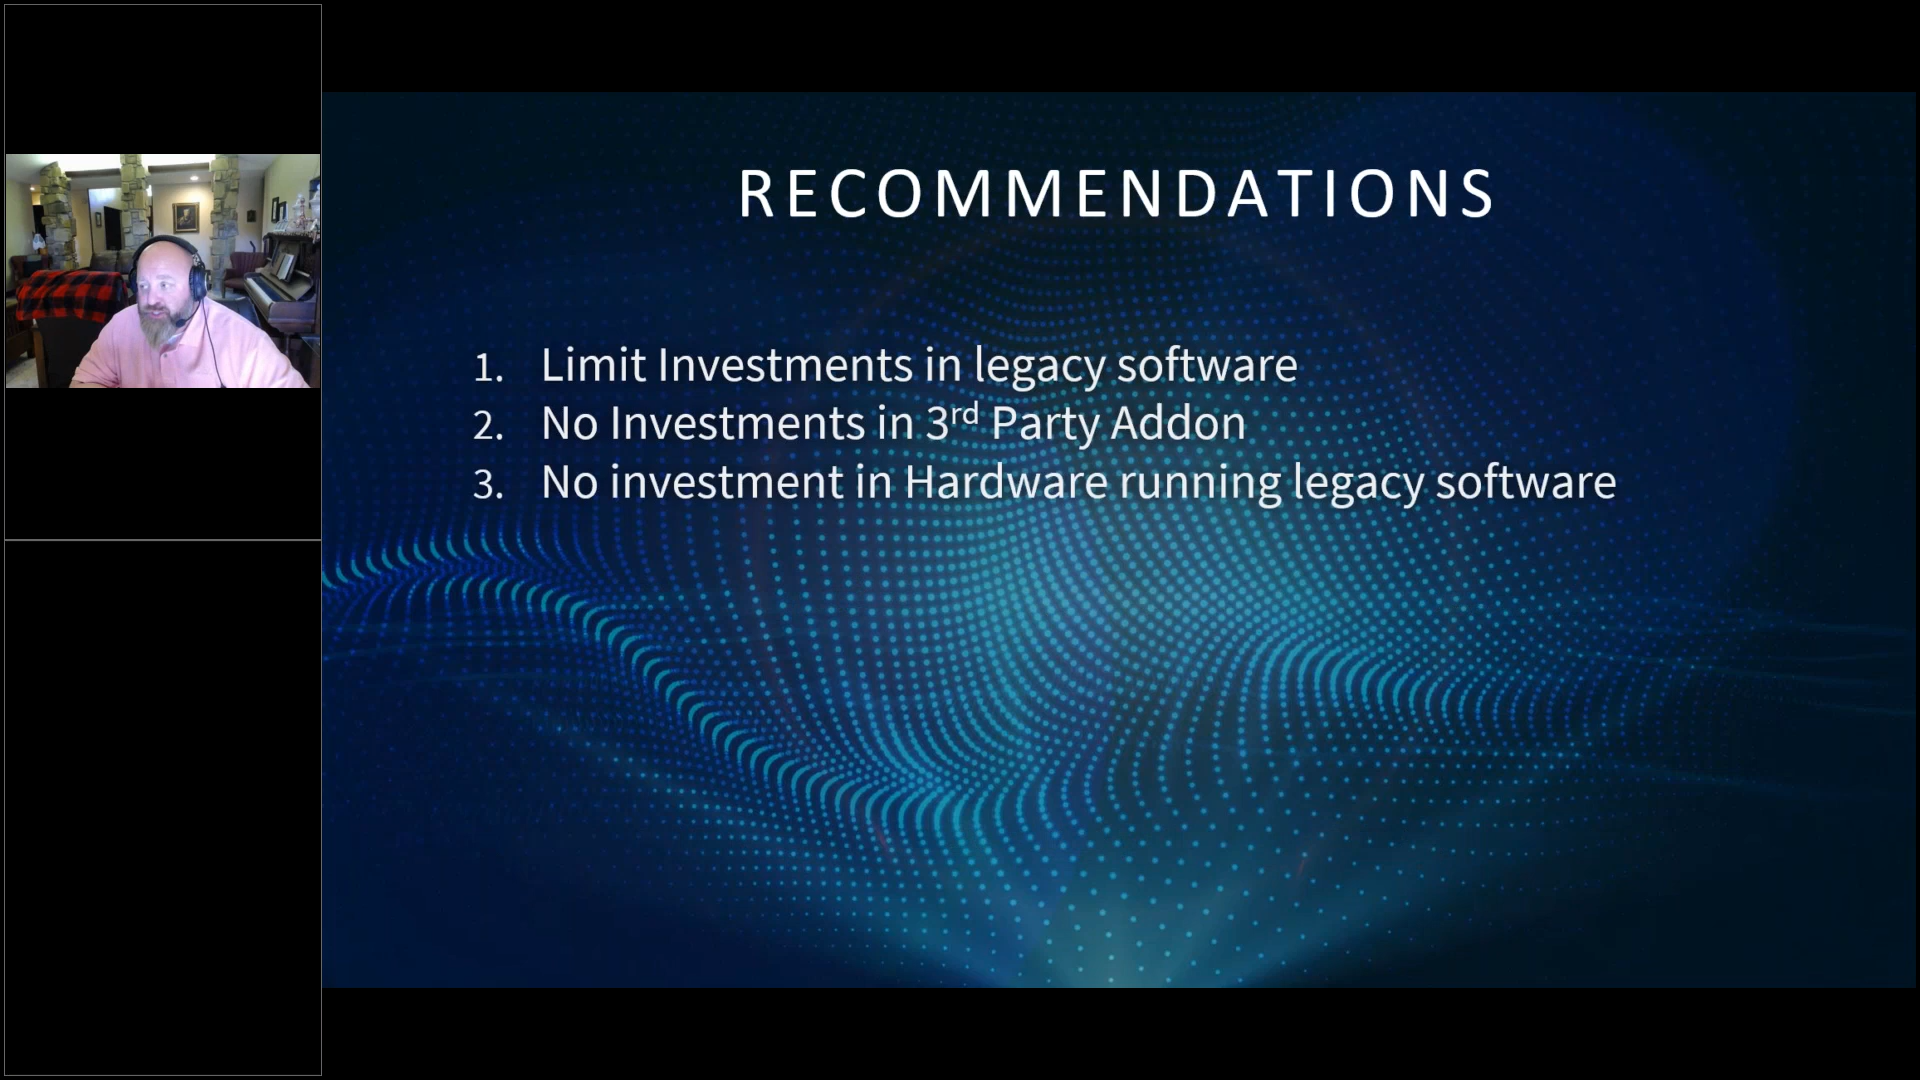 RECOMMENDATIONS
1. Limit Investments in legacy software
2. No Investments in 3rd Party Addon
3. No investment in Hardware running legacy software